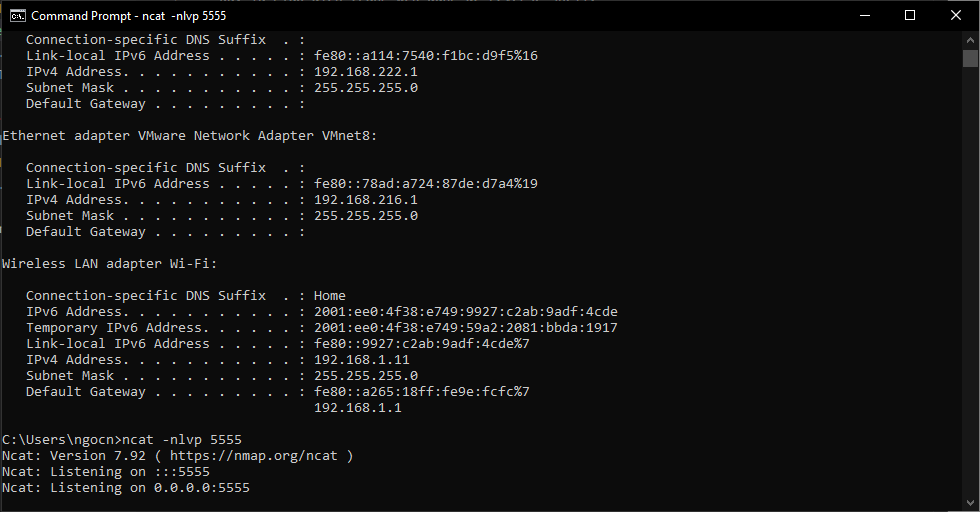 Command Prompt - ncat -nlvp 5555
Connection-specific DNS Suffix . :
Link-local IPv6 Address . . . . . : fe80::a114:7540:f1bc:d9f5%16
IPv4 Address. . . . . . . . . . . : 192.168.222.1
Subnet Mask . . . . . . . . . . . : 255.255.255.0
Default Gateway . . . . . . . . . :
Ethernet adapter VMware Network Adapter VMnet8:
Connection-specific DNS Suffix . :
Link-local IPv6 Address . . . . . : fe80::78ad:a724:87de:d7a4%19
IPv4 Address. . . . . . . . . . . : 192.168.216.1
Subnet Mask . . . . . . . . . . . : 255.255.255.0
Default Gateway . . . . . . . . . :
Wireless LAN adapter Wi-Fi:
Connection-specific DNS Suffix . : Home
IPv6 Address. . . . . . . . . . . : 2001:ee0:4f38:e749:9927:c2ab:9adf:4cde
Temporary IPv6 Address. . . . . . : 2001:ee0:4f38:e749:59a2:2081:bbda:1917
Link-local IPv6 Address . . . . . : fe80::9927:c2ab:9adf:4cde%7
IPv4 Address. . . . . . . . . . . : 192.168.1.11
Subnet Mask . . . . . . . . . . . : 255.255.255.0
Default Gateway . . . . . . . . . : fe80::a265:18ff:fe9e:fcfc%7
192.168.1.1
C:\Users\ngocn>ncat -nlvp 5555
Ncat: Version 7.92 ( https://nmap.org/ncat )
Ncat: Listening on :::5555
Ncat: Listening on 0.0.0.0:5555